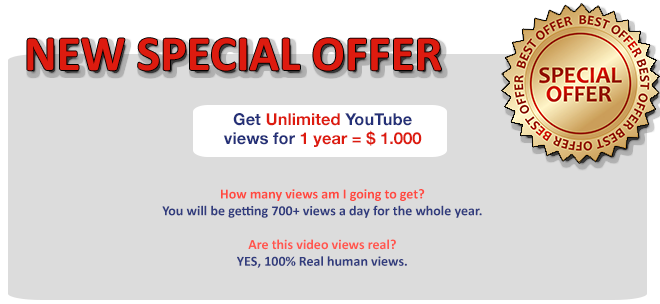 NEW SPECIAL OFFER
BEST OFFER BEST OFFER BEST OFFER BEST OFFER
SPECIAL
OFFER
Get Unlimited YouTube
views for 1 year = $ 1.000
How many views am I going to get?
You will be getting 700+ views a day for the whole year.
Are this video views real?
YES, 100% Real human views.